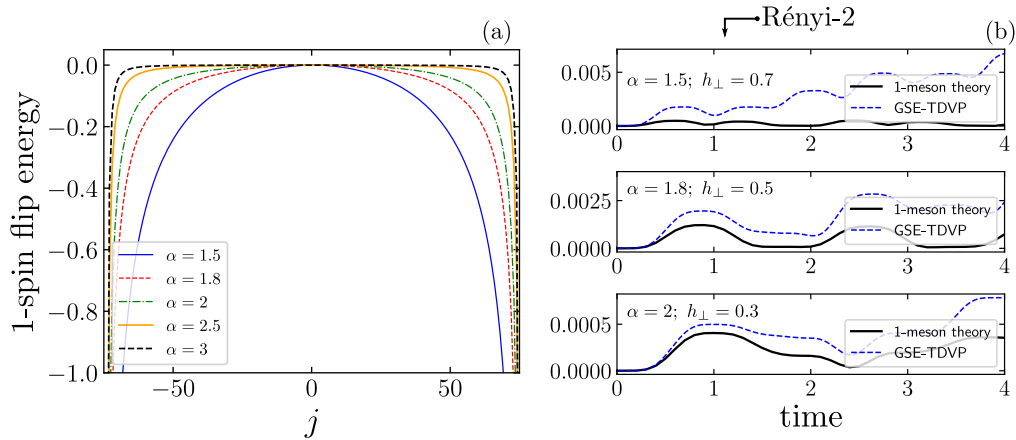 (a)
1-spin flip energy
0.0
−0.2
−0.4
−0.6
−0.8
−1.0
α = 1.5
α = 1.8
α = 2
α = 2.5
α = 3
−50
0
50
j
Rényi-2
(b)
0.005
0.000
α = 1.5; h⊥ = 0.7
1-meson theory
GSE-TDVP
0
1
2
3
4
0.0025
0.0000
α = 1.8; h⊥ = 0.5
1-meson theory
GSE-TDVP
0
1
2
3
4
0.0005
0.0000
α = 2; h⊥ = 0.3
1-meson theory
GSE-TDVP
0
1
2
3
4
time